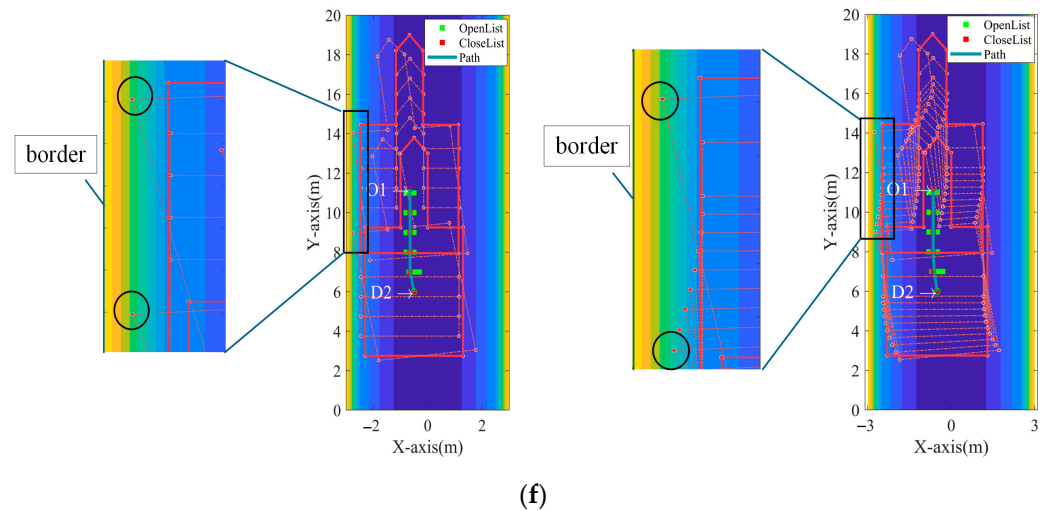 border
Y-axis(m)
20
18
16
14
12
10
8
6
4
2
0
−2
0
2
X-axis(m)
OpenList
CloseList
Path
O1
D2
border
Y-axis(m)
20
18
16
14
12
10
8
6
4
2
0
−3
0
3
X-axis(m)
OpenList
CloseList
Path
O1
D2
(f)